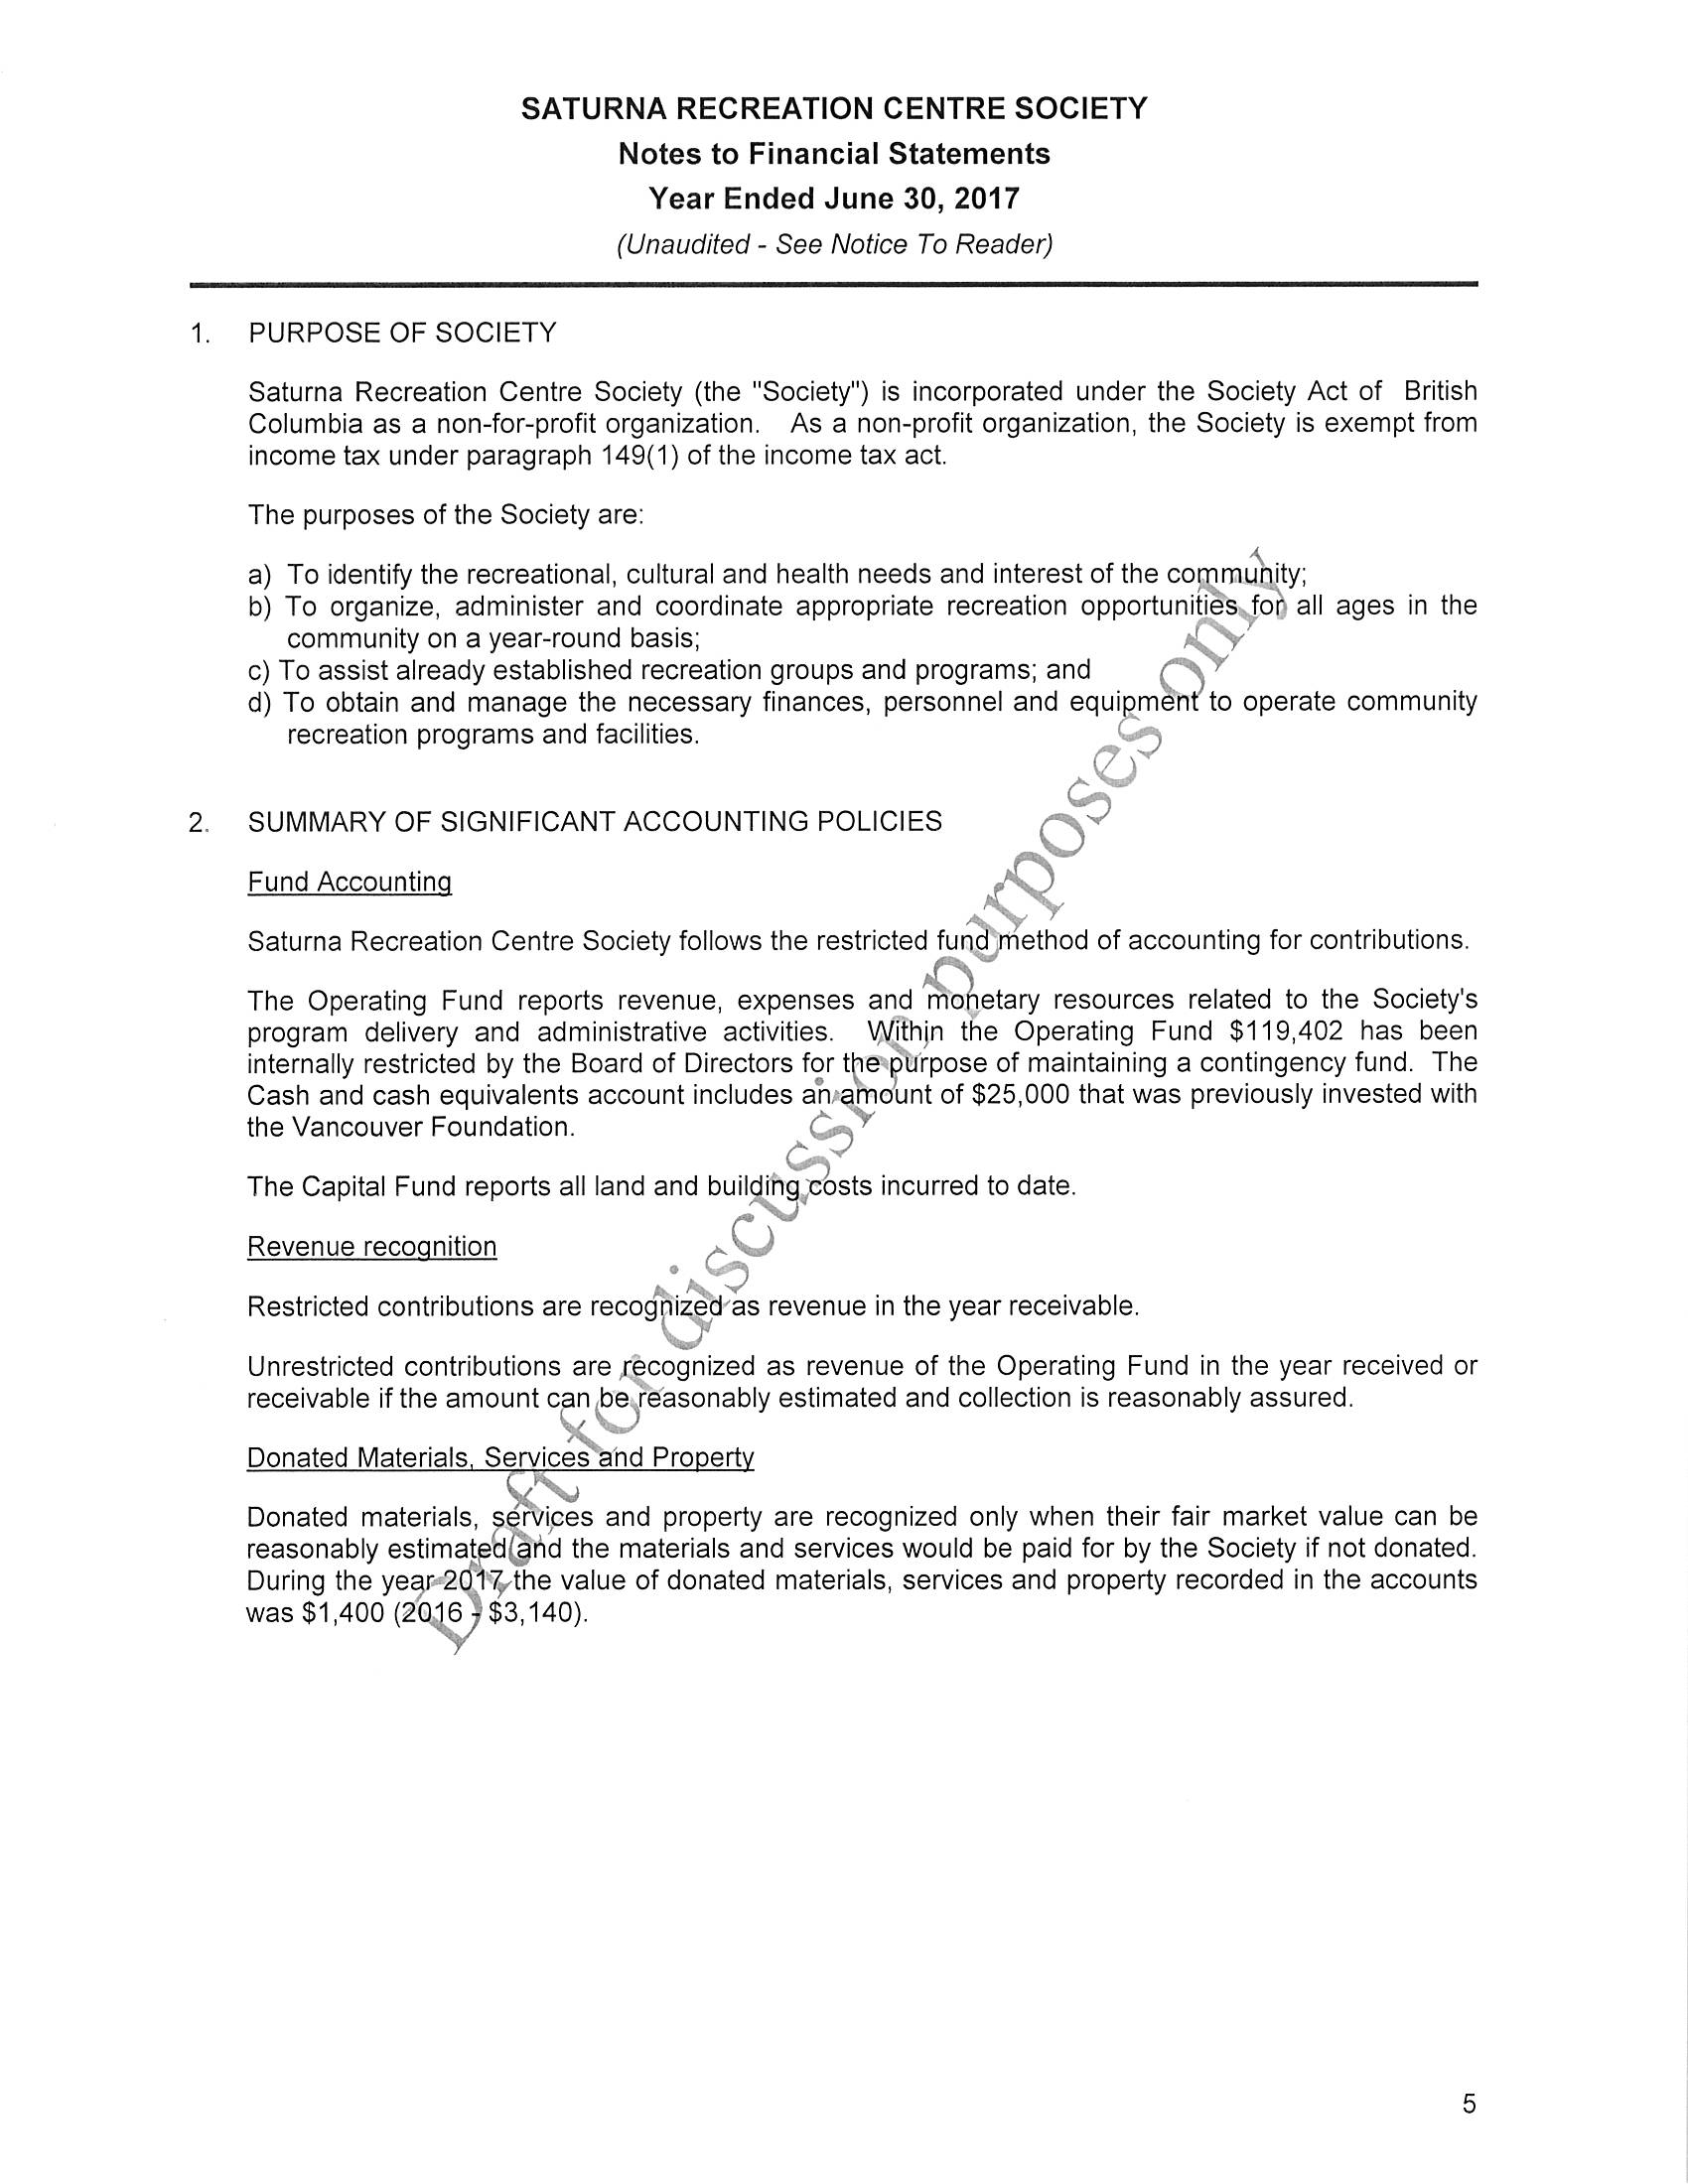 SATURNA RECREATION CENTRE SOCIETY
Notes to Financial Statements
Year Ended June 30, 2017
(Unaudited - See Notice To Reader)
1. PURPOSE OF SOCIETY
Saturna Recreation Centre Society (the "Society") is incorporated under the Society Act of British
Columbia as a non-for-profit organization. As a non-profit organization, the Society is exempt from
income tax under paragraph 149(1) of the income tax act.
The purposes of the Society are:
a) To identify the recreational, cultural and health needs and interest of the community;
b) To organize, administer and coordinate appropriate recreation opportunities for all ages in the
community on a year-round basis;
c) To assist already established recreation groups and programs; and
d) To obtain and manage the necessary finances, personnel and equipment to operate community
recreation programs and facilities.
2. SUMMARY OF SIGNIFICANT ACCOUNTING POLICIES
Fund Accounting
Saturna Recreation Centre Society follows the restricted fund method of accounting for contributions.
The Operating Fund reports revenue, expenses and monetary resources related to the Society's
program delivery and administrative activities. Within the Operating Fund $119,402 has been
internally restricted by the Board of Directors for the purpose of maintaining a contingency fund. The
Cash and cash equivalents account includes an amount of $25,000 that was previously invested with
the Vancouver Foundation.
The Capital Fund reports all land and building costs incurred to date.
Revenue recognition
Restricted contributions are recognized as revenue in the year receivable.
Unrestricted contributions are recognized as revenue of the Operating Fund in the year received or
receivable if the amount can be reasonably estimated and collection is reasonably assured.
Donated Materials, Services and Property
Donated materials, services and property are recognized only when their fair market value can be
reasonably estimated and the materials and services would be paid for by the Society if not donated.
During the year 2017 the value of donated materials, services and property recorded in the accounts
was $1,400 (2016 - $3,140).
Draft for discussion purposes only
5